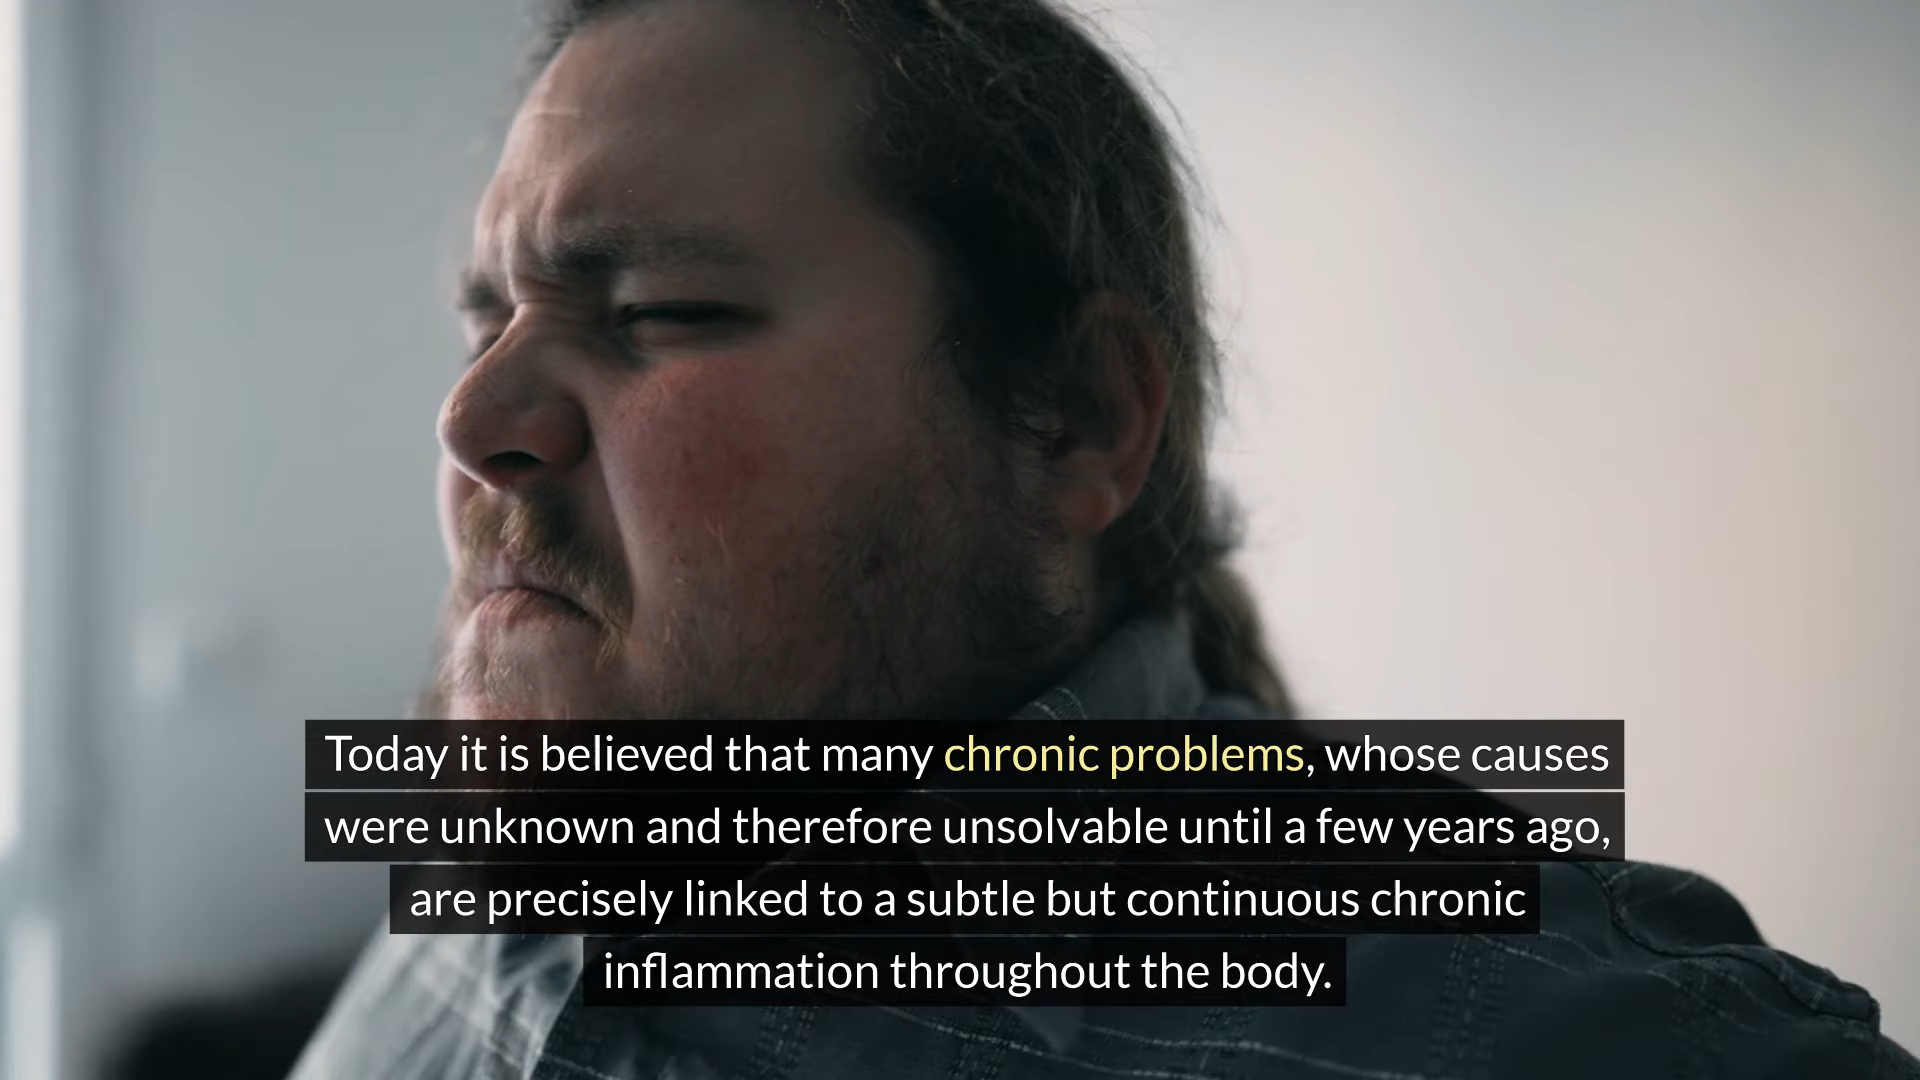 Today it is believed that many chronic problems, whose causes
were unknown and therefore unsolvable until a few years ago,
are precisely linked to a subtle but continuous chronic
inflammation throughout the body.